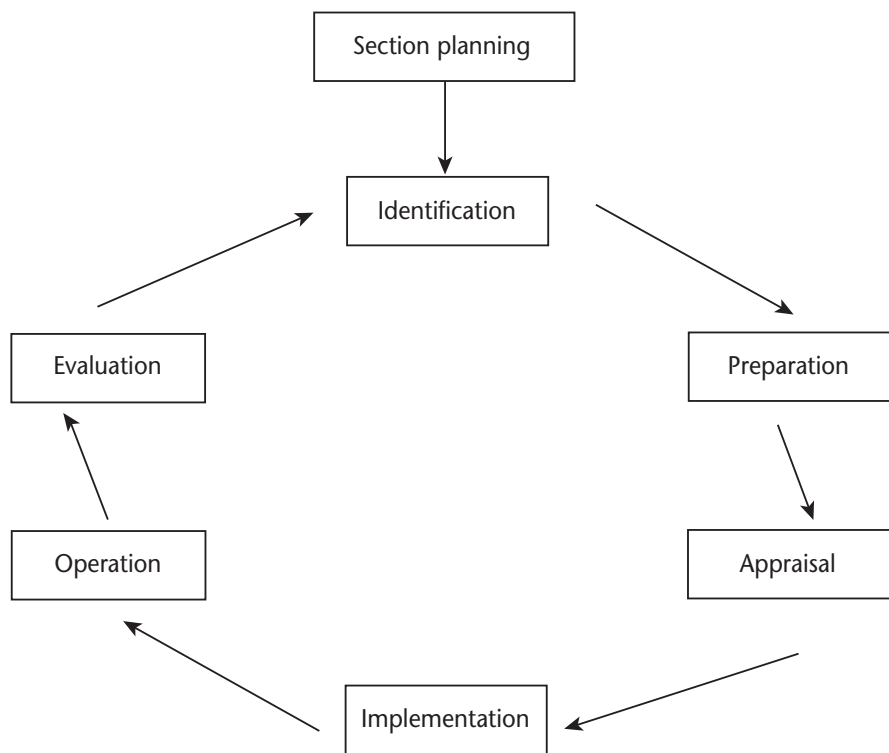 Section planning
Identification
Evaluation
Preparation
Operation
Appraisal
Implementation